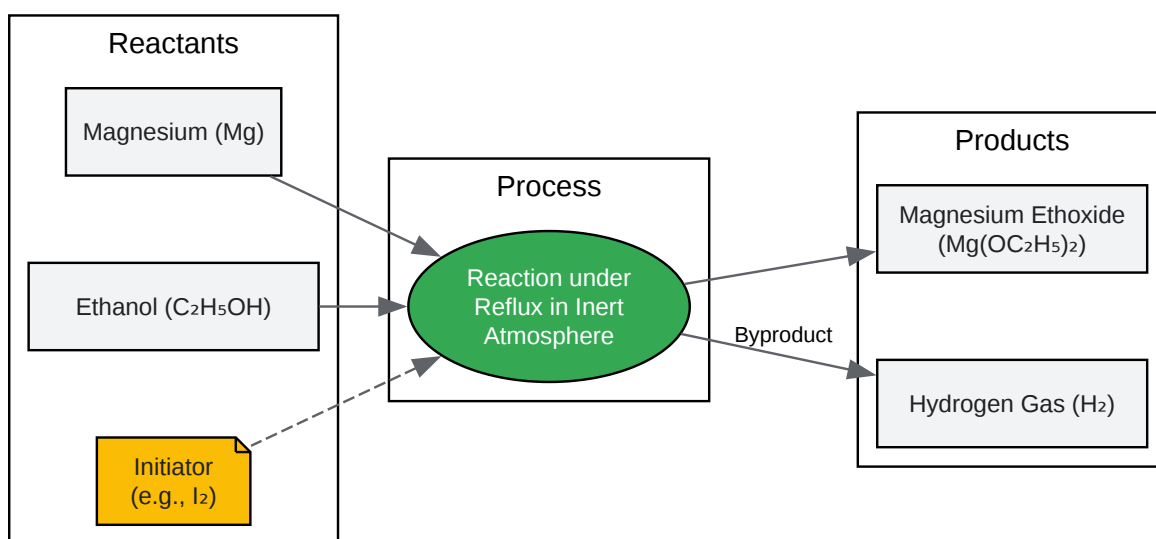 Reactants
Magnesium (Mg)
Ethanol (C₂H₅OH)
Initiator
(e.g., I₂)
Process
Reaction under
Reflux in Inert
Atmosphere
Byproduct
Products
Magnesium Ethoxide
(Mg(OC₂H₅)₂)
Hydrogen Gas (H₂)